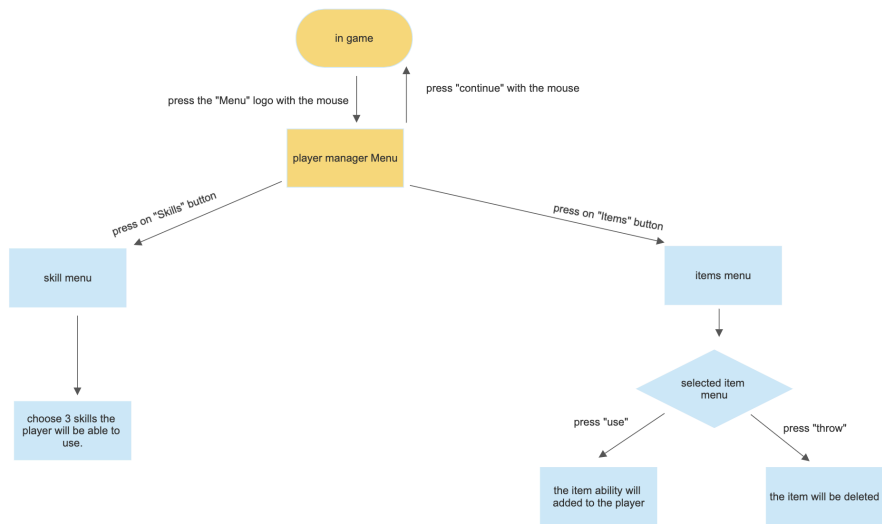 in game
press the "Menu" logo with the mouse
press "continue" with the mouse
player manager Menu
press on "Skills" button
press on "Items" button
skill menu
items menu
selected item
menu
choose 3 skills the
player will be able to
use.
press "use"
press "throw"
the item ability will
added to the player
the item will be deleted